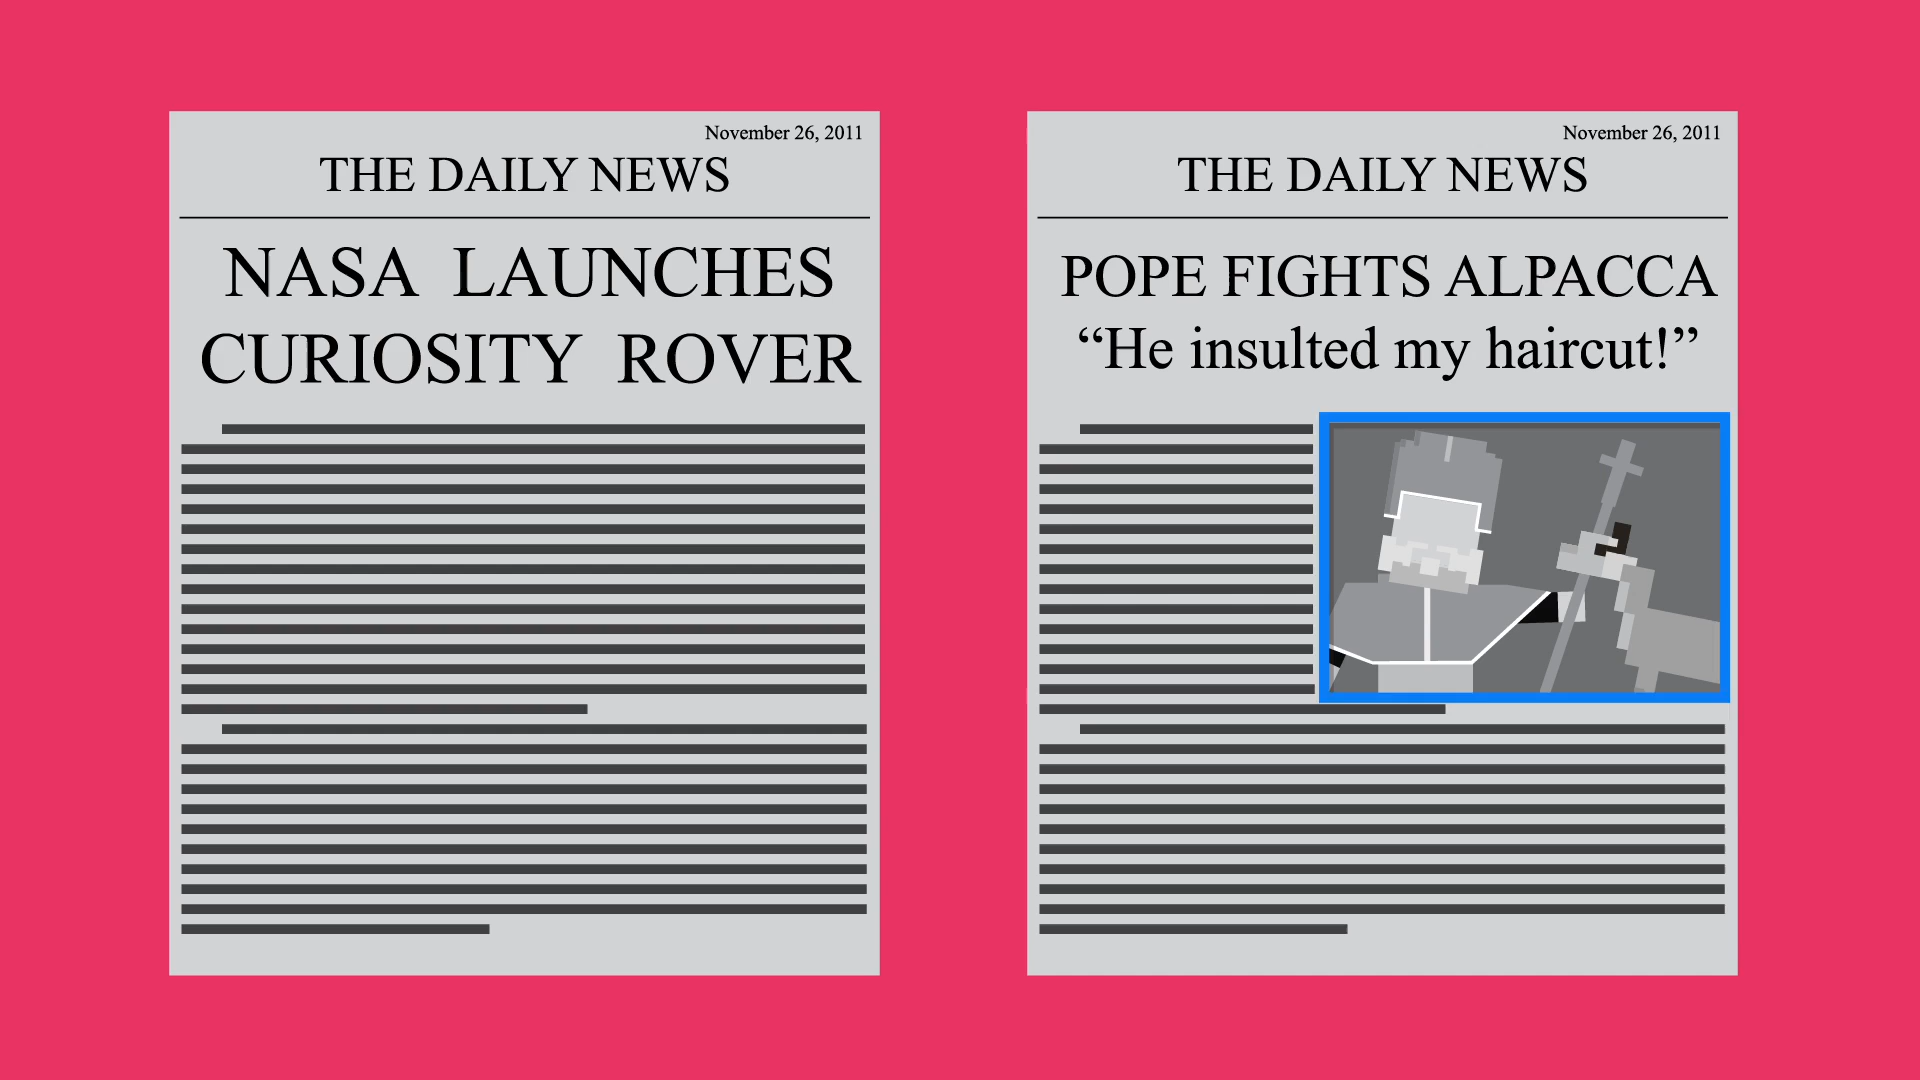 November 26, 2011
THE DAILY NEWS
NASA LAUNCHES
CURIOSITY ROVER
November 26, 2011
THE DAILY NEWS
POPE FIGHTS ALPACCA
“He insulted my haircut!”